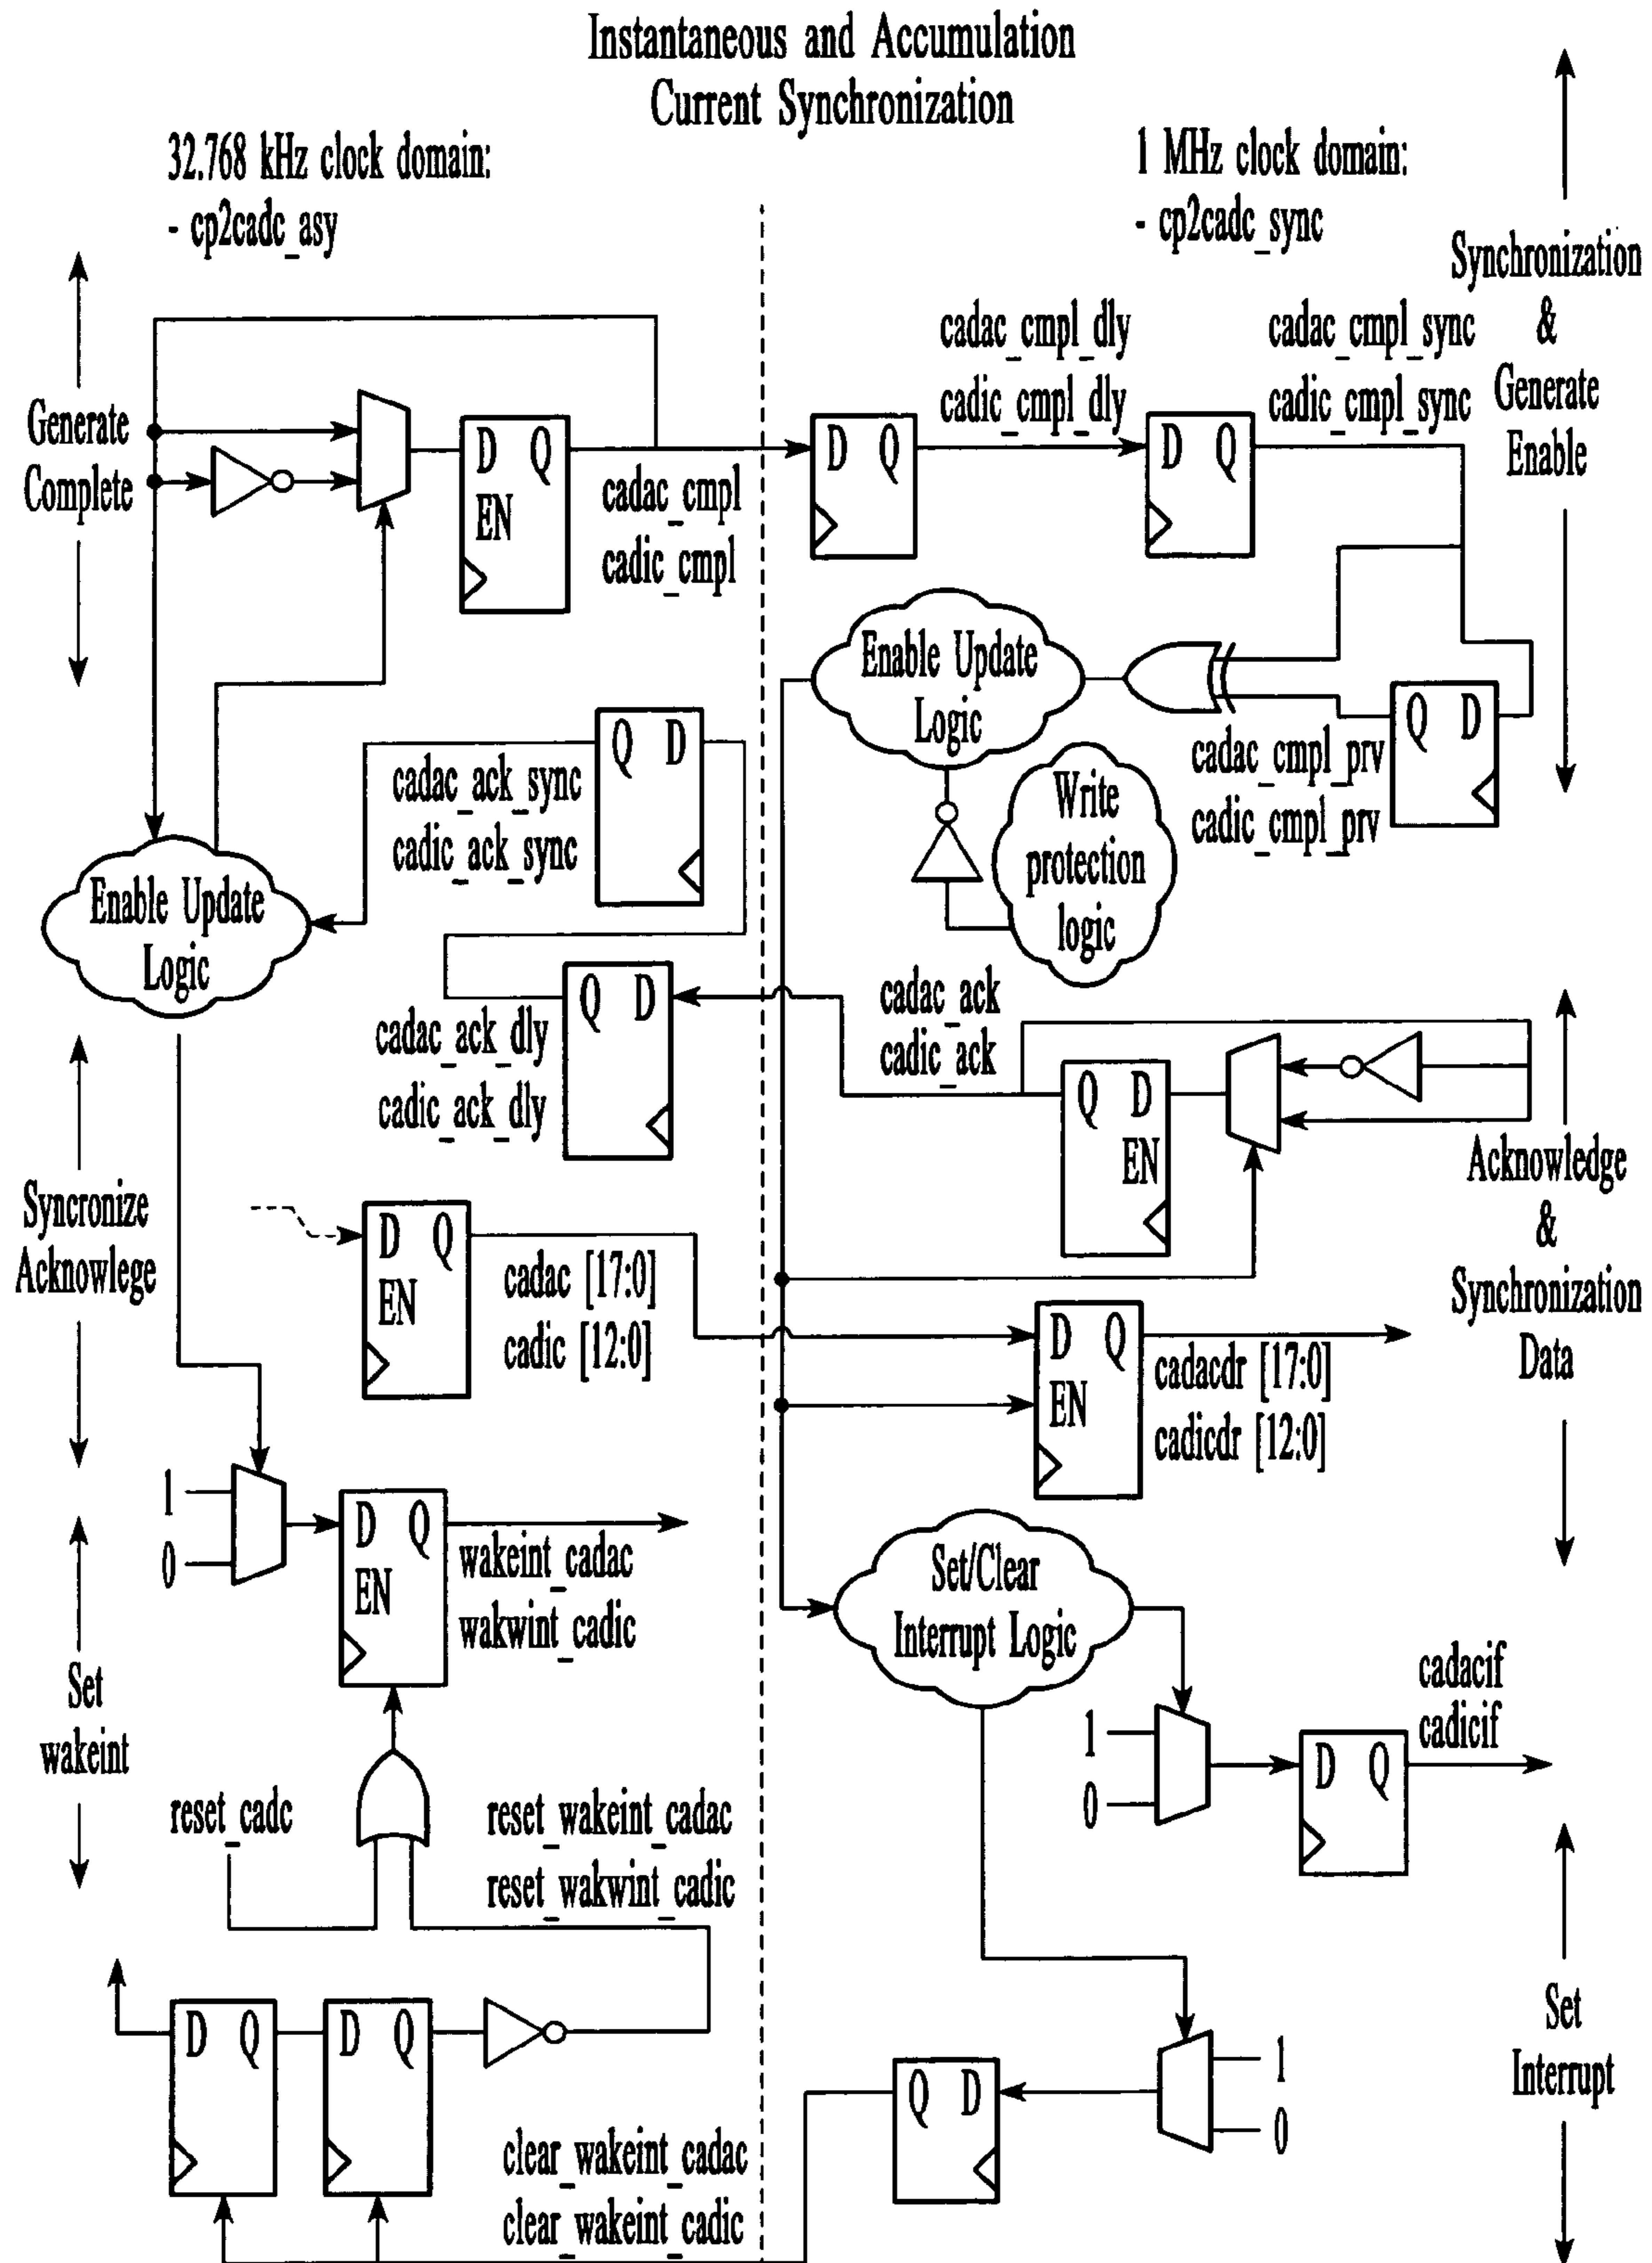 Instantaneous and Accumulation
Current Synchronization
32.768 kHz clock domain:
- cp2cadc_asy
1 MHz clock domain:
- cp2cadc_sync
Synchronization
&
Generate
Enable
Generate
Complete
D Q
EN
cadac_cmpl
cadic_cmpl
D Q
cadac_cmpl_dly
cadic_cmpl_dly
D Q
cadac_cmpl_sync
cadic_cmpl_sync
Enable Update
Logic
Q D
cadac_cmpl_prv
cadic_cmpl_prv
Write
protection
logic
Q D
cadac_ack_sync
cadic_ack_sync
Enable Update
Logic
Q D
cadac_ack_dly
cadic_ack_dly
cadac_ack
cadic_ack
Q D
EN
Acknowledge
&
Synchronization
Data
Syncronize
Acknowlege
D Q
EN
cadac [17:0]
cadic [12:0]
D Q
EN
cadacdr [17:0]
cadicdr [12:0]
1
0
D Q
EN
wakeint_cadac
wakwint_cadic
Set/Clear
Interrupt Logic
Set
wakeint
1
0
D Q
cadacif
cadicif
reset_cadc
reset_wakeint_cadac
reset_wakwint_cadic
D Q
D Q
clear_wakeint_cadac
clear_wakeint_cadic
Q D
1
0
Set
Interrupt